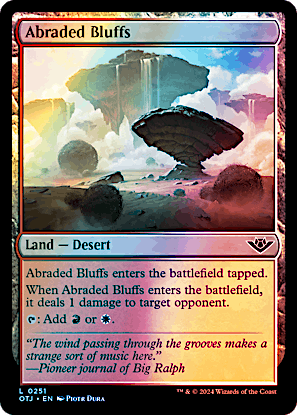 Abraded Bluffs
Land — Desert
Abraded Bluffs enters the battlefield tapped.
When Abraded Bluffs enters the battlefield,
it deals 1 damage to target opponent.
: Add or .
"The wind passing through the grooves makes a
strange sort of music here."
—Pioneer journal of Big Ralph
L 0251
OTJ • EN Piotr Dura
™ & © 2024 Wizards of the Coast